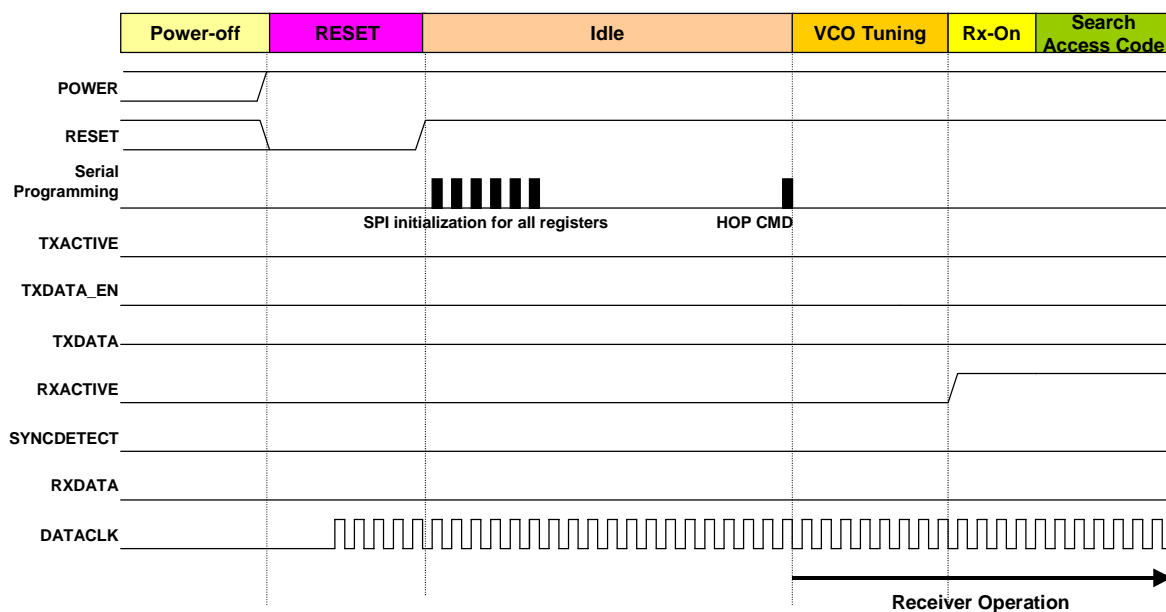 Power-off RESET Idle VCO Tuning Rx-On Search
Access Code
POWER
RESET
Serial
Programming
SPI initialization for all registers HOP CMD
TXACTIVE
TXDATA_EN
TXDATA
RXACTIVE
SYNCDETECT
RXDATA
DATACLK
Receiver Operation